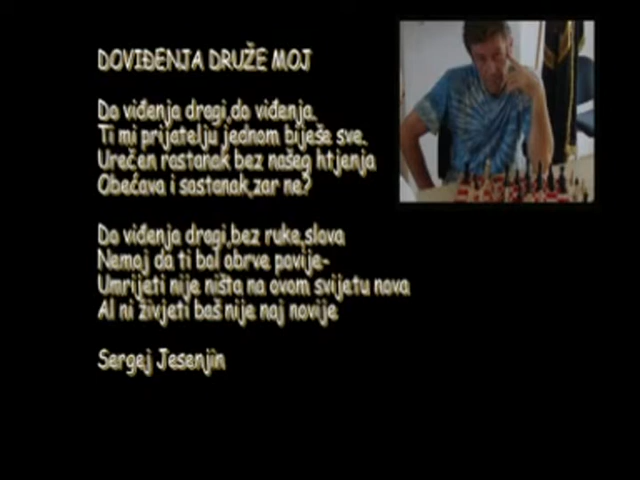 DOVIĐENJA DRUŽE MOJ
Do viđenja dragi,do viđenja.
Ti mi prijatelju jednom biješe sve.
Urečen rastanak bez našeg htjenja
Obećava i sastanak,zar ne?
Do viđenja dragi,bez ruke,slova
Nemoj da ti bol obrve povije-
Umrijeti nije ništa na ovom svijetu nova
Al ni živjeti baš nije naj novije
Sergej Jesenjin